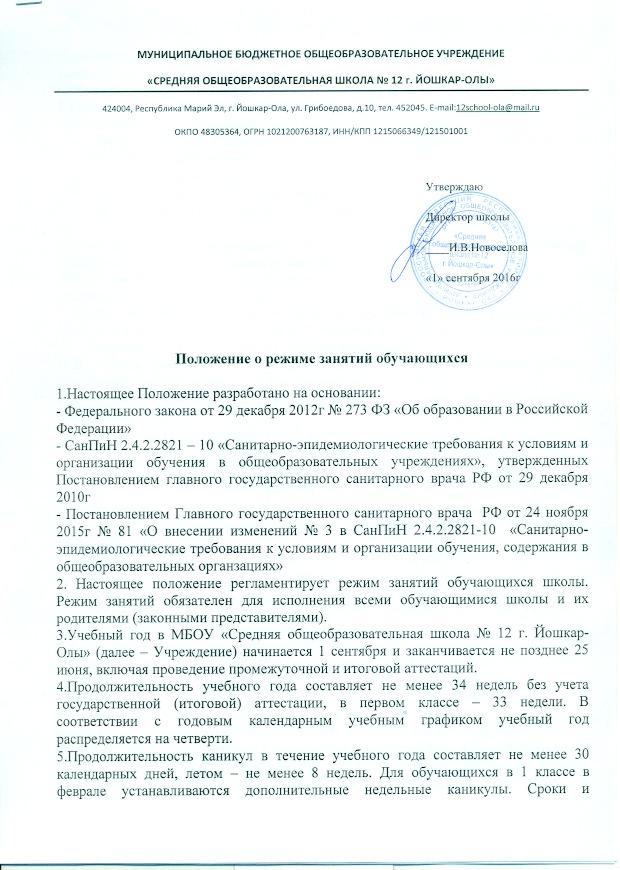 МУНИЦИПАЛЬНОЕ БЮДЖЕТНОЕ ОБЩЕОБРАЗОВАТЕЛЬНОЕ УЧРЕЖДЕНИЕ
«СРЕДНЯЯ ОБЩЕОБРАЗОВАТЕЛЬНАЯ ШКОЛА № 12 г. ЙОШКАР-ОЛЫ»
424004, Республика Марий Эл, г. Йошкар-Ола, ул. Грибоедова, д.10, тел. 452045. E-mail:12school-ola@mail.ru
ОКПО 48305364, ОГРН 1021200763187, ИНН/КПП 1215066349/121501001
Утверждаю
Директор школы
____И.В.Новоселова
«1» сентября 2016г
Положение о режиме занятий обучающихся
1.Настоящее Положение разработано на основании:
- Федерального закона от 29 декабря 2012г № 273 ФЗ «Об образовании в Российской
Федерации»
- СанПиН 2.4.2.2821 – 10 «Санитарно-эпидемиологические требования к условиям и
организации обучения в общеобразовательных учреждениях», утвержденных
Постановлением главного государственного санитарного врача РФ от 29 декабря
2010г
- Постановлением Главного государственного санитарного врача РФ от 24 ноября
2015г № 81 «О внесении изменений № 3 в СанПиН 2.4.2.2821-10 «Санитарно-
эпидемиологические требования к условиям и организации обучения, содержания в
общеобразовательных органзациях»
2. Настоящее положение регламентирует режим занятий обучающихся школы.
Режим занятий обязателен для исполнения всеми обучающимися школы и их
родителями (законными представителями).
3.Учебный год в МБОУ «Средняя общеобразовательная школа № 12 г. Йошкар-
Олы» (далее – Учреждение) начинается 1 сентября и заканчивается не позднее 25
июня, включая проведение промежуточной и итоговой аттестаций.
4.Продолжительность учебного года составляет не менее 34 недель без учета
государственной (итоговой) аттестации, в первом классе – 33 недели. В
соответствии с годовым календарным учебным графиком учебный год
распределяется на четверти.
5.Продолжительность каникул в течение учебного года составляет не менее 30
календарных дней, летом – не менее 8 недель. Для обучающихся в 1 классе в
феврале устанавливаются дополнительные недельные каникулы. Сроки и